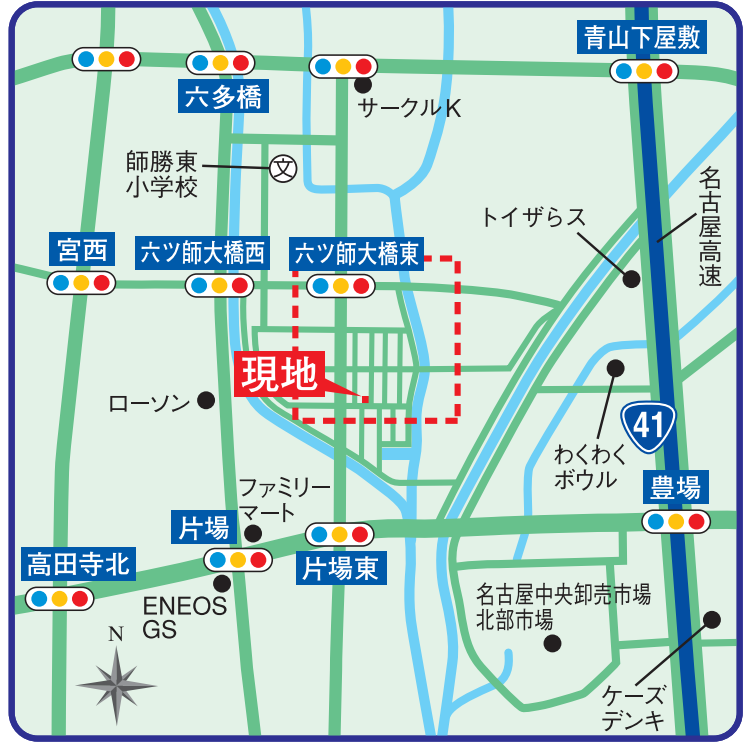 青山下屋敷
六多橋
サークルK
師勝東
小学校
文
名古屋高速
トイザらス
宮西
六ツ師大橋西
六ツ師大橋東
現地
ローソン
41
わくわく
ボウル
ファミリー
マート
豊場
片場
高田寺北
片場東
ENEOS
GS
名古屋中央卸売市場
北部市場
N
ケーズ
デンキ